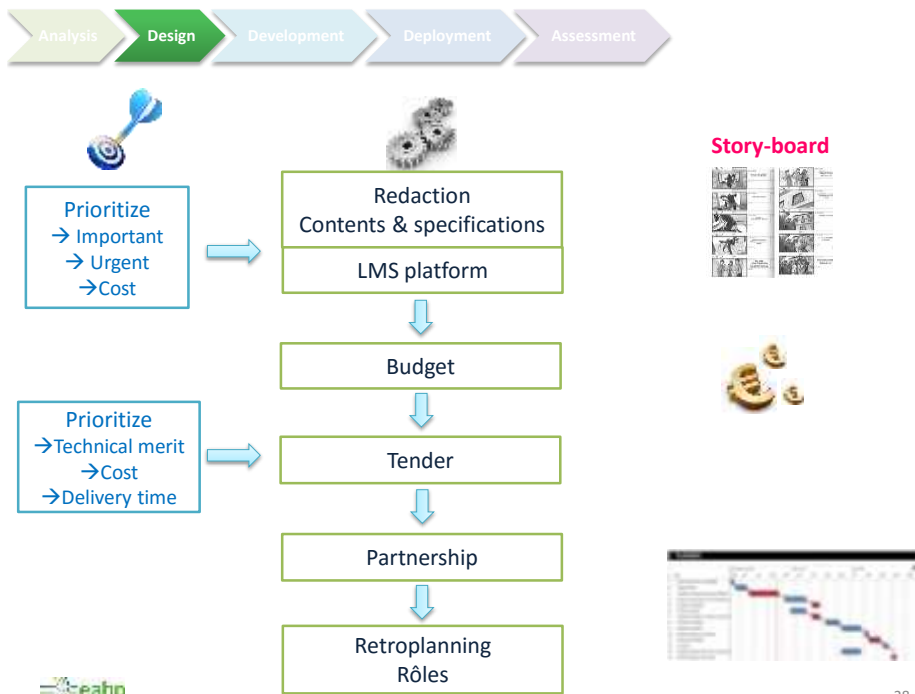 Analysis
Design
Development
Deployment
Assessment
Story-board
Prioritize
→ Important
→ Urgent
→Cost
Redaction
Contents & specifications
LMS platform
Budget
Prioritize
→Technical merit
→Cost
→Delivery time
Tender
Partnership
Retroplanning
Rôles
eahp